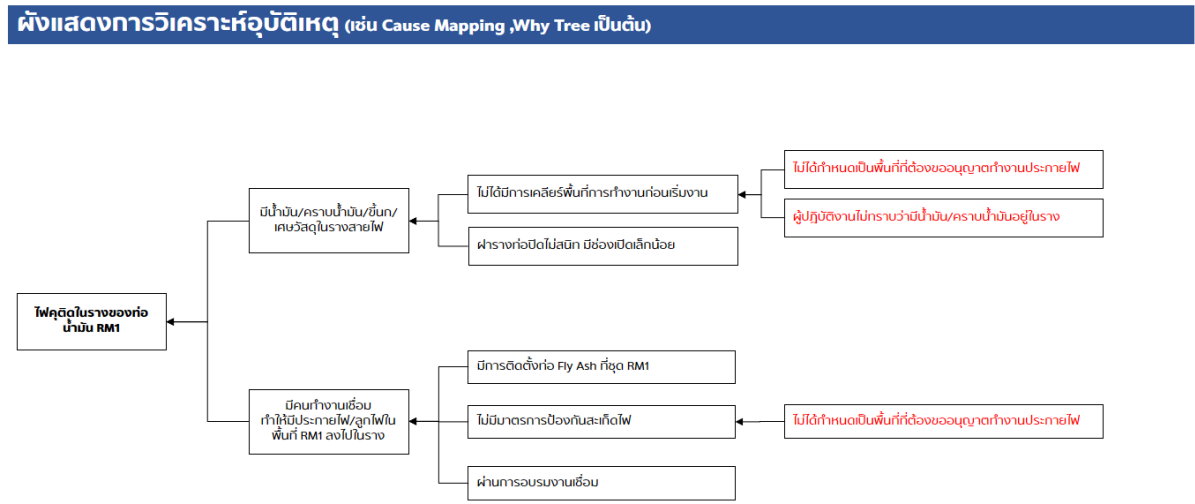 ผังแสดงการวิเคราะห์อุบัติเหตุ (เช่น Cause Mapping ,Why Tree เป็นต้น)
ไม่ได้กำหนดเป็นพื้นที่ที่ต้องขออนุญาตทำงานประกายไฟ
ไม่ได้มีการเคลียร์พื้นที่การทำงานก่อนเริ่มงาน
มีน้ำมัน/คราบน้ำมัน/ขี้นก/
เศษวัสดุในรางสายไฟ
ผู้ปฏิบัติงานไม่ทราบว่ามีน้ำมัน/คราบน้ำมันอยู่ในราง
ฝารางท่อปิดไม่สนิท มีช่องเปิดเล็กน้อย
ไฟคุติดในรางของท่อ
น้ำมัน RM1
มีการติดตั้งท่อ Fly Ash ที่ชุด RM1
มีคนทำงานเชื่อม
ทำให้มีประกายไฟ/ลูกไฟใน
พื้นที่ RM1 ลงไปในราง
ไม่มีมาตรการป้องกันสะเก็ดไฟ
ไม่ได้กำหนดเป็นพื้นที่ที่ต้องขออนุญาตทำงานประกายไฟ
ผ่านการอบรมงานเชื่อม